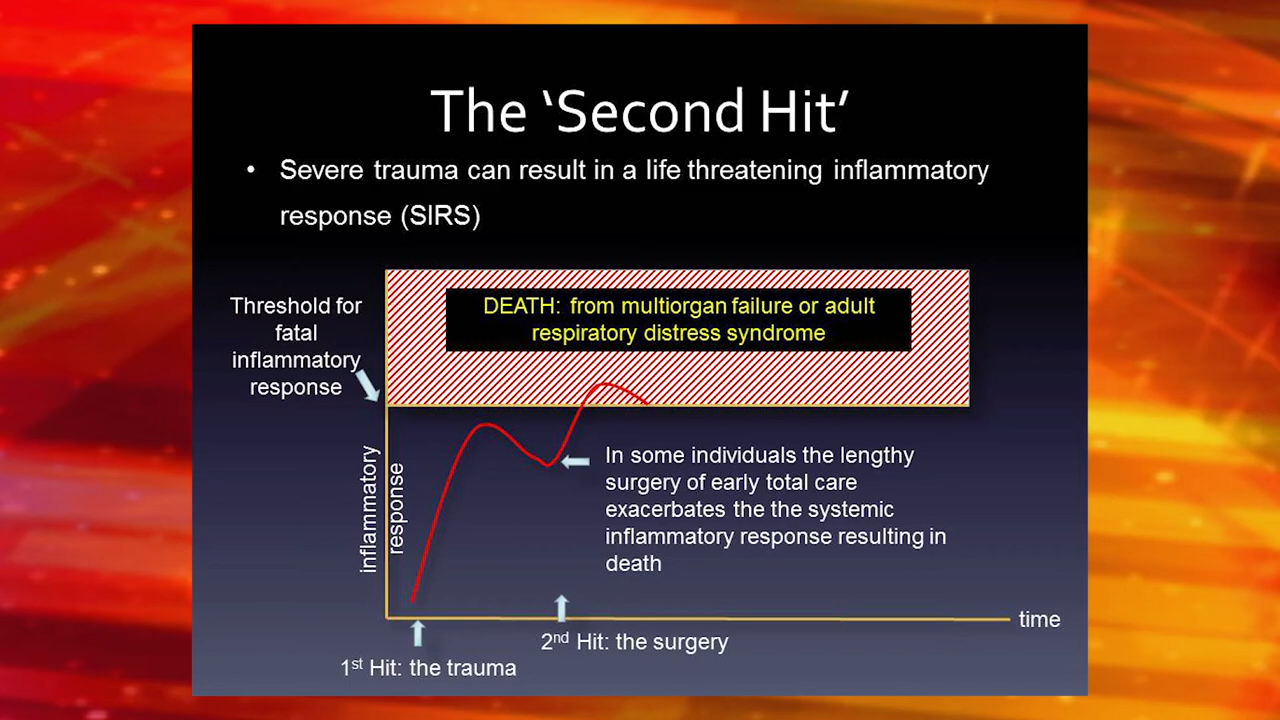 The ‘Second Hit’
• Severe trauma can result in a life threatening inflammatory
response (SIRS)
Threshold for
fatal
inflammatory
response
DEATH: from multiorgan failure or adult
respiratory distress syndrome
inflammatory
response
In some individuals the lengthy
surgery of early total care
exacerbates the the systemic
inflammatory response resulting in
death
time
2nd Hit: the surgery
1st Hit: the trauma